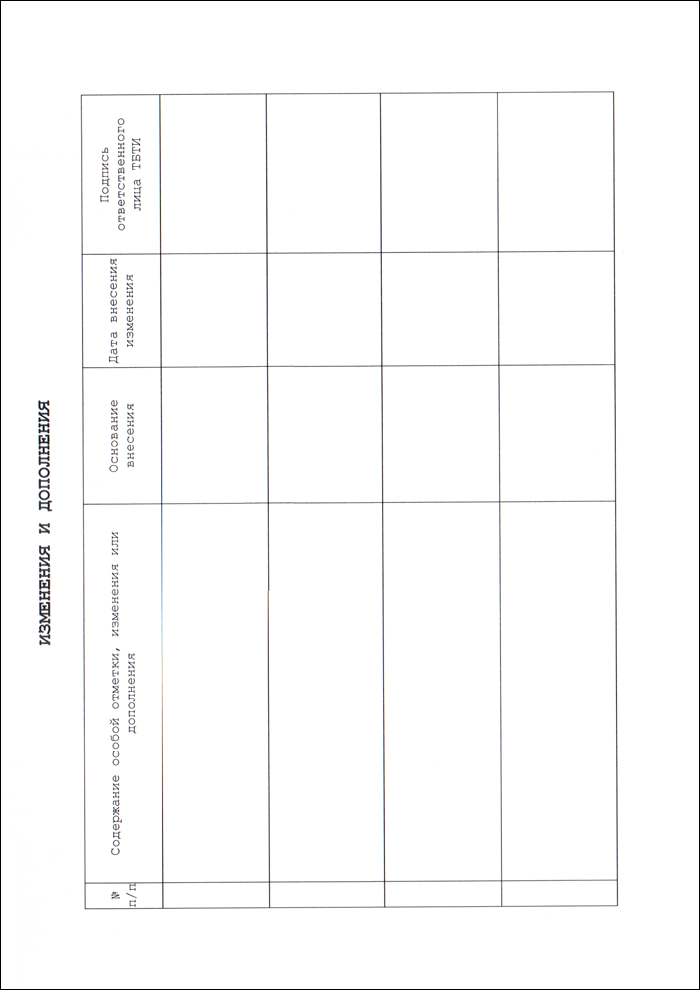 ИЗМЕНЕНИЯ И ДОПОЛНЕНИЯ
№
п/п
Содержание особой отметки, изменения или
дополнения
Основание
внесения
Дата внесения
изменения
Подпись
ответственного
лица ТБТИ